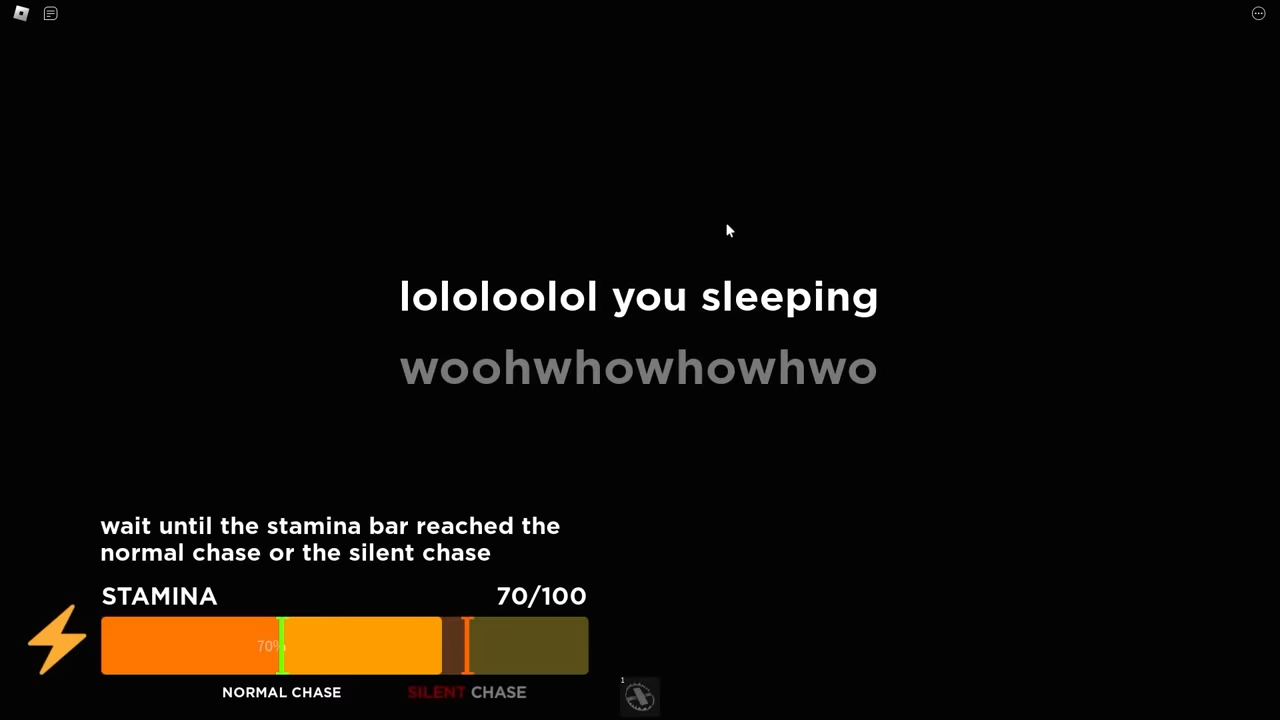 lololoolol you sleeping
woohwhowhowhwo
wait until the stamina bar reached the
normal chase or the silent chase
STAMINA 70/100
70%
NORMAL CHASE SILENT CHASE
1